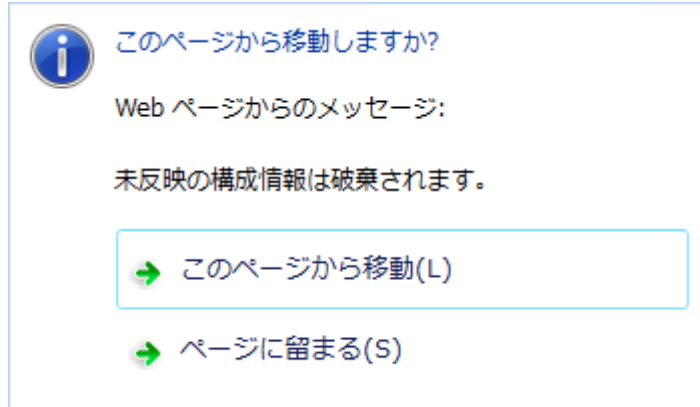 このページから移動しますか?
Web ページからのメッセージ:
未反映の構成情報は破棄されます。
このページから移動(L)
ページに留まる(S)